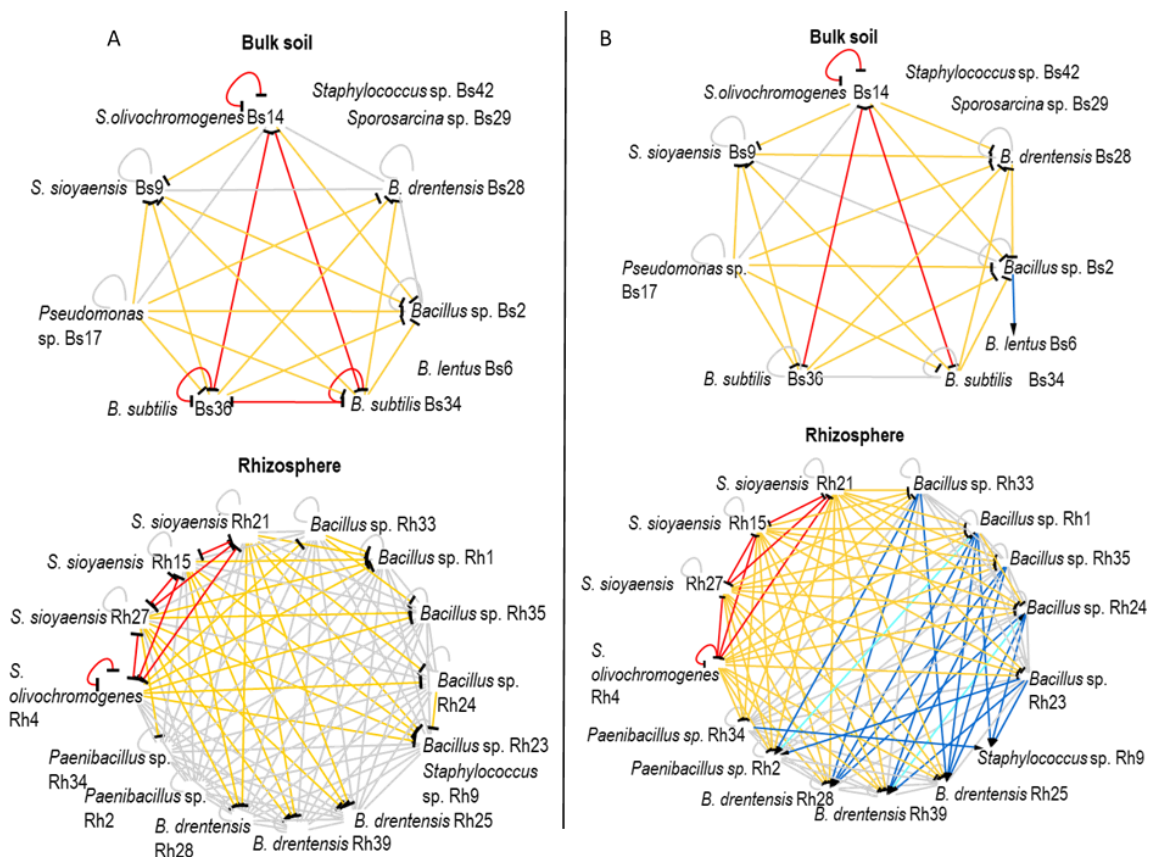 A
Bulk soil
Staphylococcus sp. Bs42
S.olivochromogenes Bs14
Sporosarcina sp. Bs29
S. sioyaensis Bs9
B. drentensis Bs28
Pseudomonas
sp. Bs17
Bacillus sp. Bs2
B. lentus Bs6
B. subtilis Bs36
B. subtilis Bs34
Rhizosphere
S. sioyaensis Rh21
Bacillus sp. Rh33
S. sioyaensis Rh15
Bacillus sp. Rh1
S. sioyaensis Rh27
Bacillus sp. Rh35
S.
olivochromogenes
Rh4
Bacillus sp.
Rh24
Paenibacillus sp.
Rh34
Bacillus sp. Rh23
Staphylococcus
sp. Rh9
Paenibacillus sp.
Rh2
B. drentensis
Rh28
B. drentensis Rh39
B. drentensis
Rh25
B
Bulk soil
Staphylococcus sp. Bs42
S.olivochromogenes Bs14
Sporosarcina sp. Bs29
S. sioyaensis Bs9
B. drentensis Bs28
Pseudomonas sp.
Bs17
Bacillus sp. Bs2
B. lentus Bs6
B. subtilis Bs36
B. subtilis Bs34
Rhizosphere
S. sioyaensis Rh21
Bacillus sp. Rh33
S. sioyaensis Rh15
Bacillus sp. Rh1
Bacillus sp. Rh35
S. sioyaensis Rh27
Bacillus sp. Rh24
S.
olivochromogenes
Rh4
Bacillus sp.
Rh23
Paenibacillus sp. Rh34
Staphylococcus sp. Rh9
Paenibacillus sp. Rh2
B. drentensis
Rh28
B. drentensis
Rh39
B. drentensis
Rh25